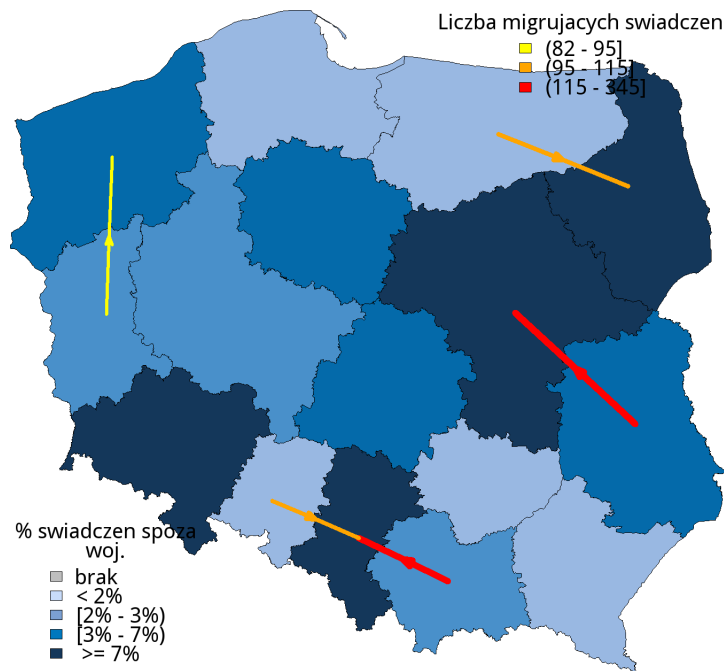 Liczba migrujacych swiadczen
(82 - 95]
(95 - 115]
(115 - 345]
% swiadczen spoza
woj.
brak
< 2%
[2% - 3%)
[3% - 7%)
>= 7%